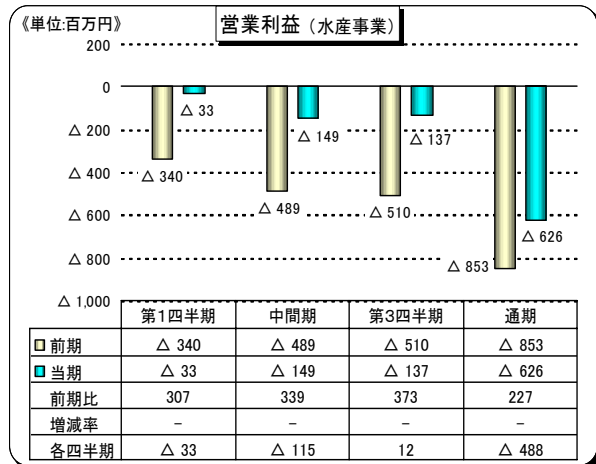 《単位:百万円》
営業利益（水産事業）
200
0
△ 200
△ 400
△ 600
△ 800
△ 1,000
△ 33
△ 340
△ 149
△ 489
△ 137
△ 510
△ 626
△ 853
第1四半期 中間期 第3四半期 通期
前期 △ 340 △ 489 △ 510 △ 853
当期 △ 33 △ 149 △ 137 △ 626
前期比 307 339 373 227
増減率 − − − −
各四半期 △ 33 △ 115 12 △ 488